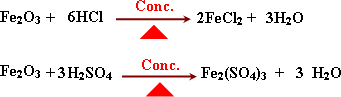 Conc.
Fe₂O₃ + 6HCl 2FeCl₂ + 3H₂O
Conc.
Fe₂O₃ + 3H₂SO₄ Fe₂(SO₄)₃ + 3 H₂O